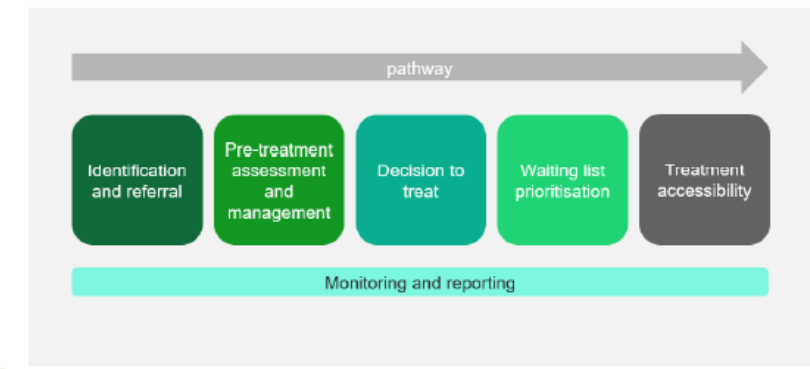 pathway
Identification
and referral
Pre-treatment
assessment
and
management
Decision to
treat
Waiting list
prioritisation
Treatment
accessibility
Monitoring and reporting